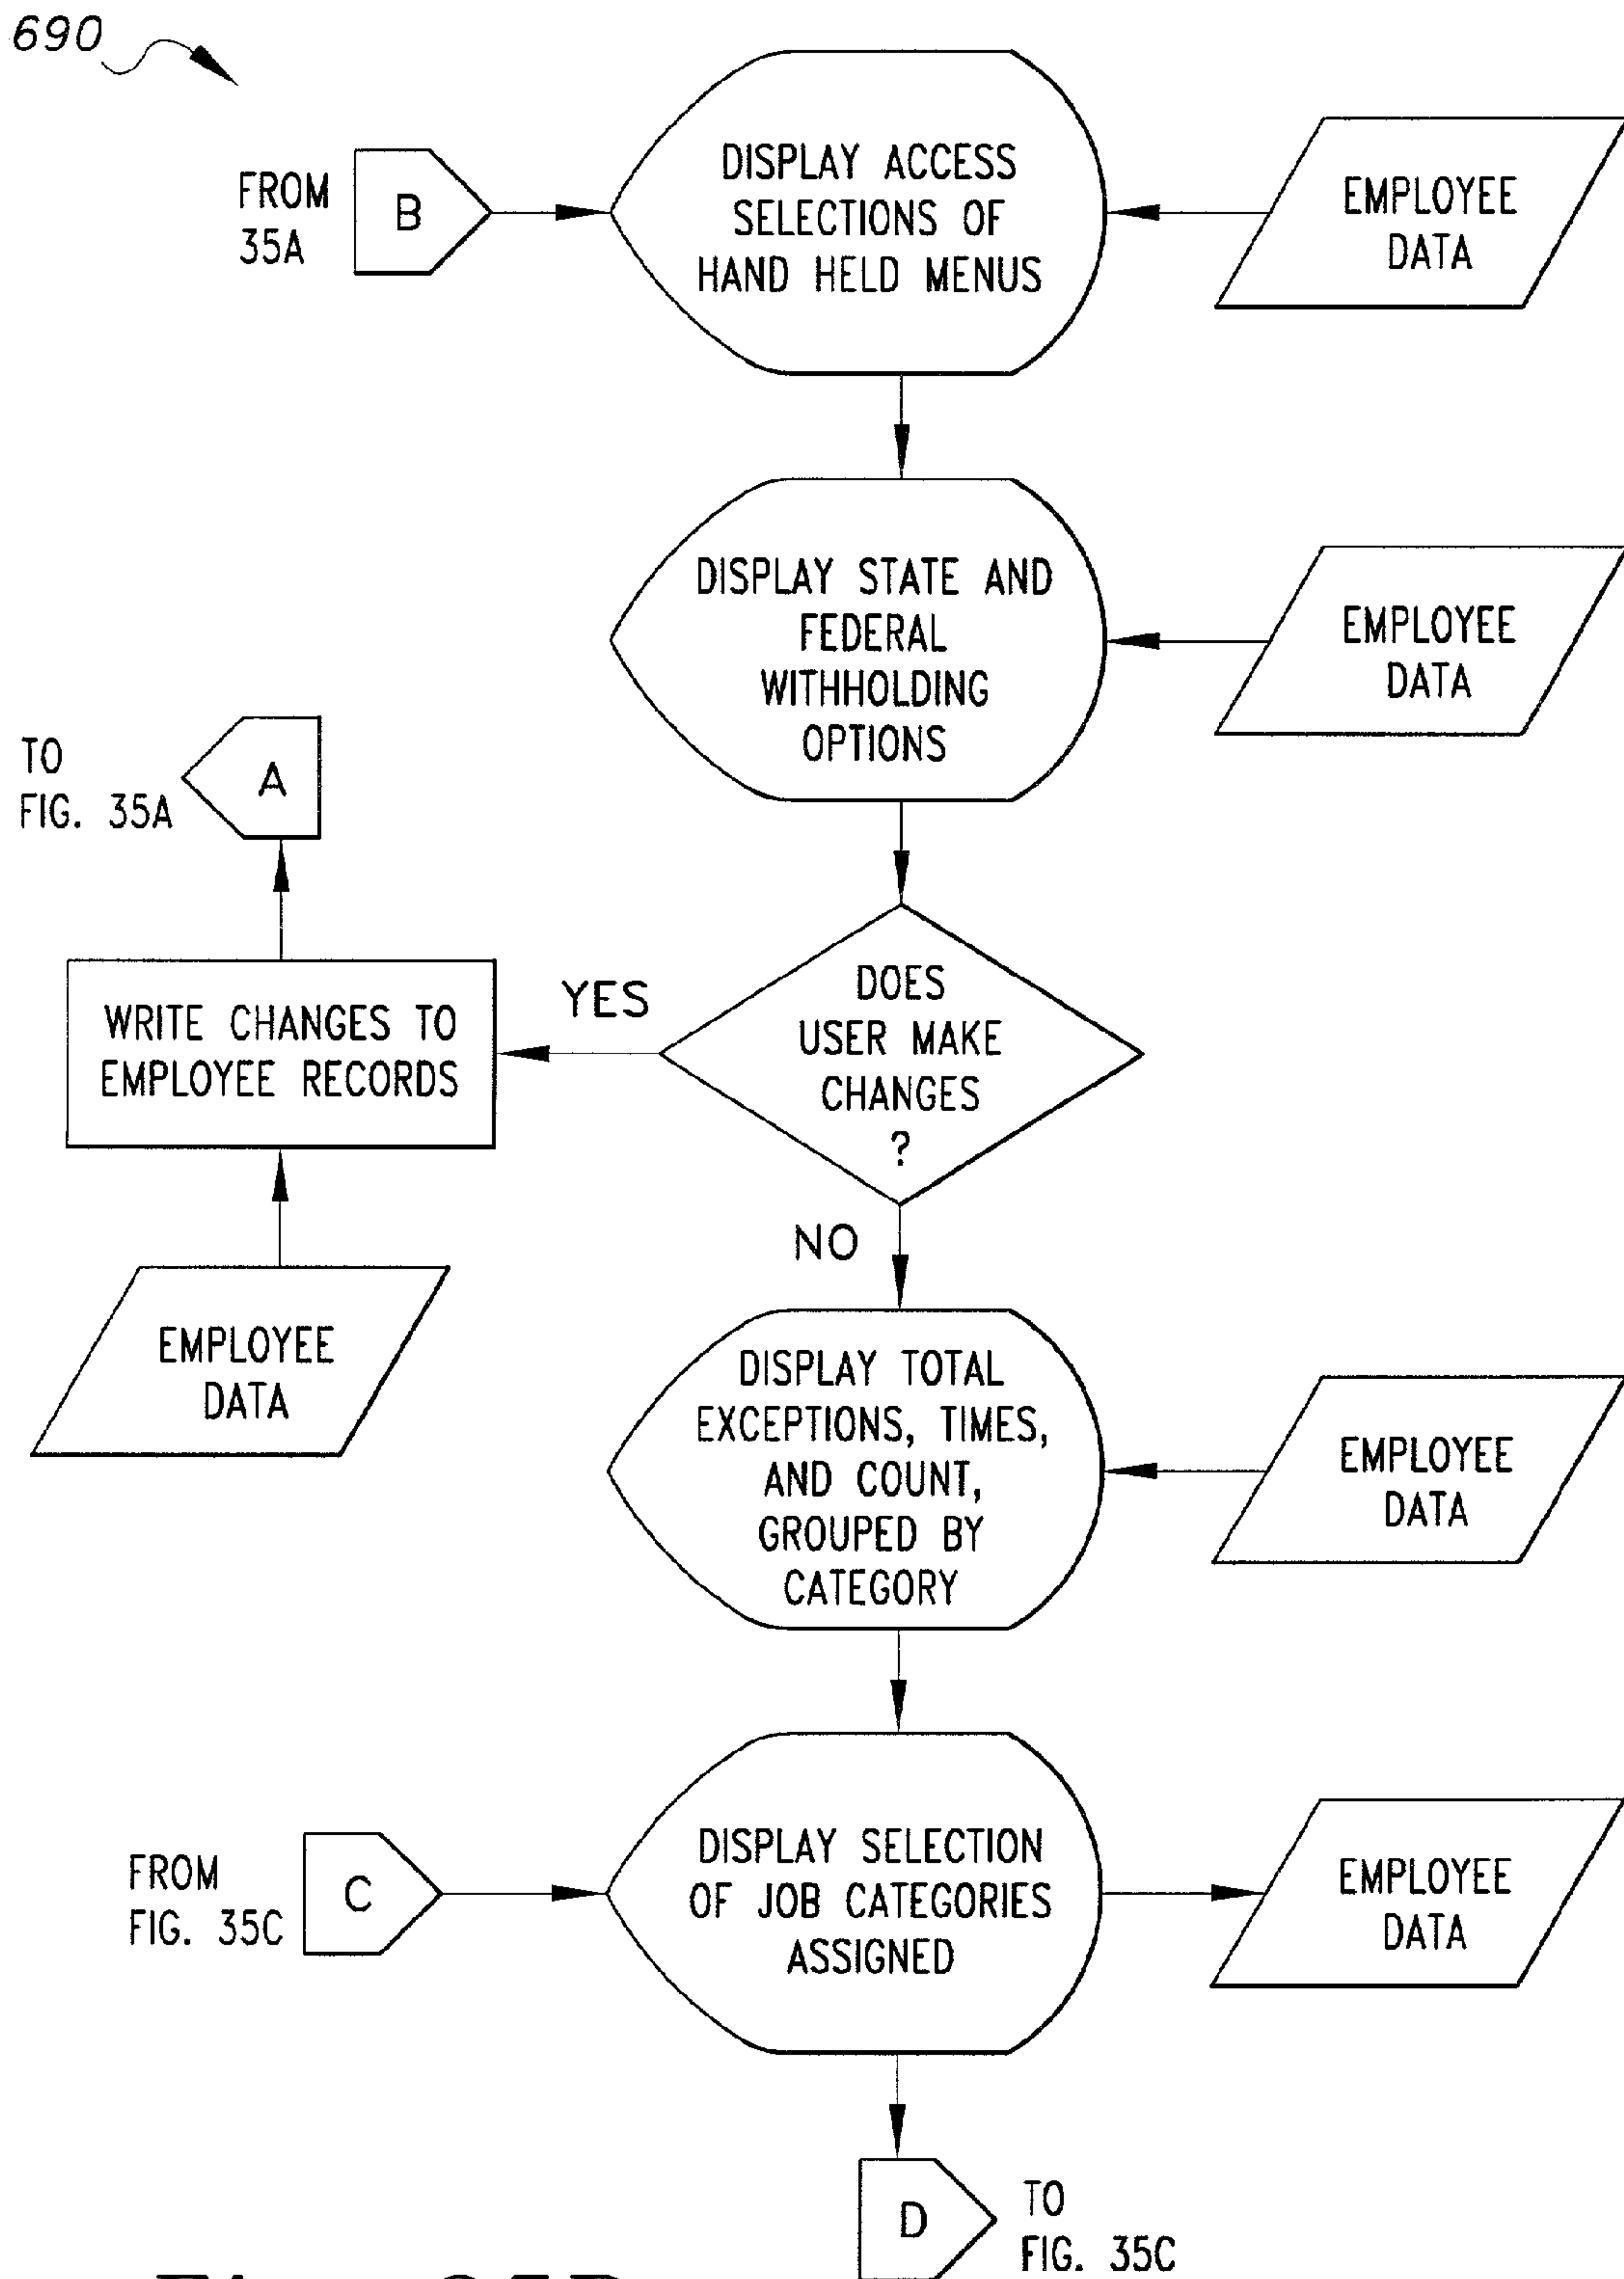 690
FROM
35A
B
DISPLAY ACCESS
SELECTIONS OF
HAND HELD MENUS
EMPLOYEE
DATA
DISPLAY STATE AND
FEDERAL
WITHHOLDING
OPTIONS
EMPLOYEE
DATA
TO
FIG. 35A
A
WRITE CHANGES TO
EMPLOYEE RECORDS
YES
DOES
USER MAKE
CHANGES
?
NO
EMPLOYEE
DATA
DISPLAY TOTAL
EXCEPTIONS, TIMES,
AND COUNT,
GROUPED BY
CATEGORY
EMPLOYEE
DATA
FROM
FIG. 35C
C
DISPLAY SELECTION
OF JOB CATEGORIES
ASSIGNED
EMPLOYEE
DATA
D
TO
FIG. 35C